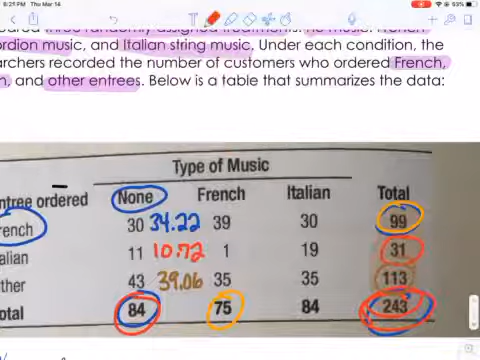 8:21 PM Thu Mar 14
93%
randomly assigned treatments: no music, French
ordion music, and Italian string music, Under each condition, the
archers recorded the number of customers who ordered French,
n, and other entrees. Below is a table that summarizes the data:
Type of Music
ntree ordered None French Italian Total
rench 30 34.22 39 30 99
alian 11 10.72 1 19 31
ther 43 39.06 35 35 113
otal 84 75 84 243